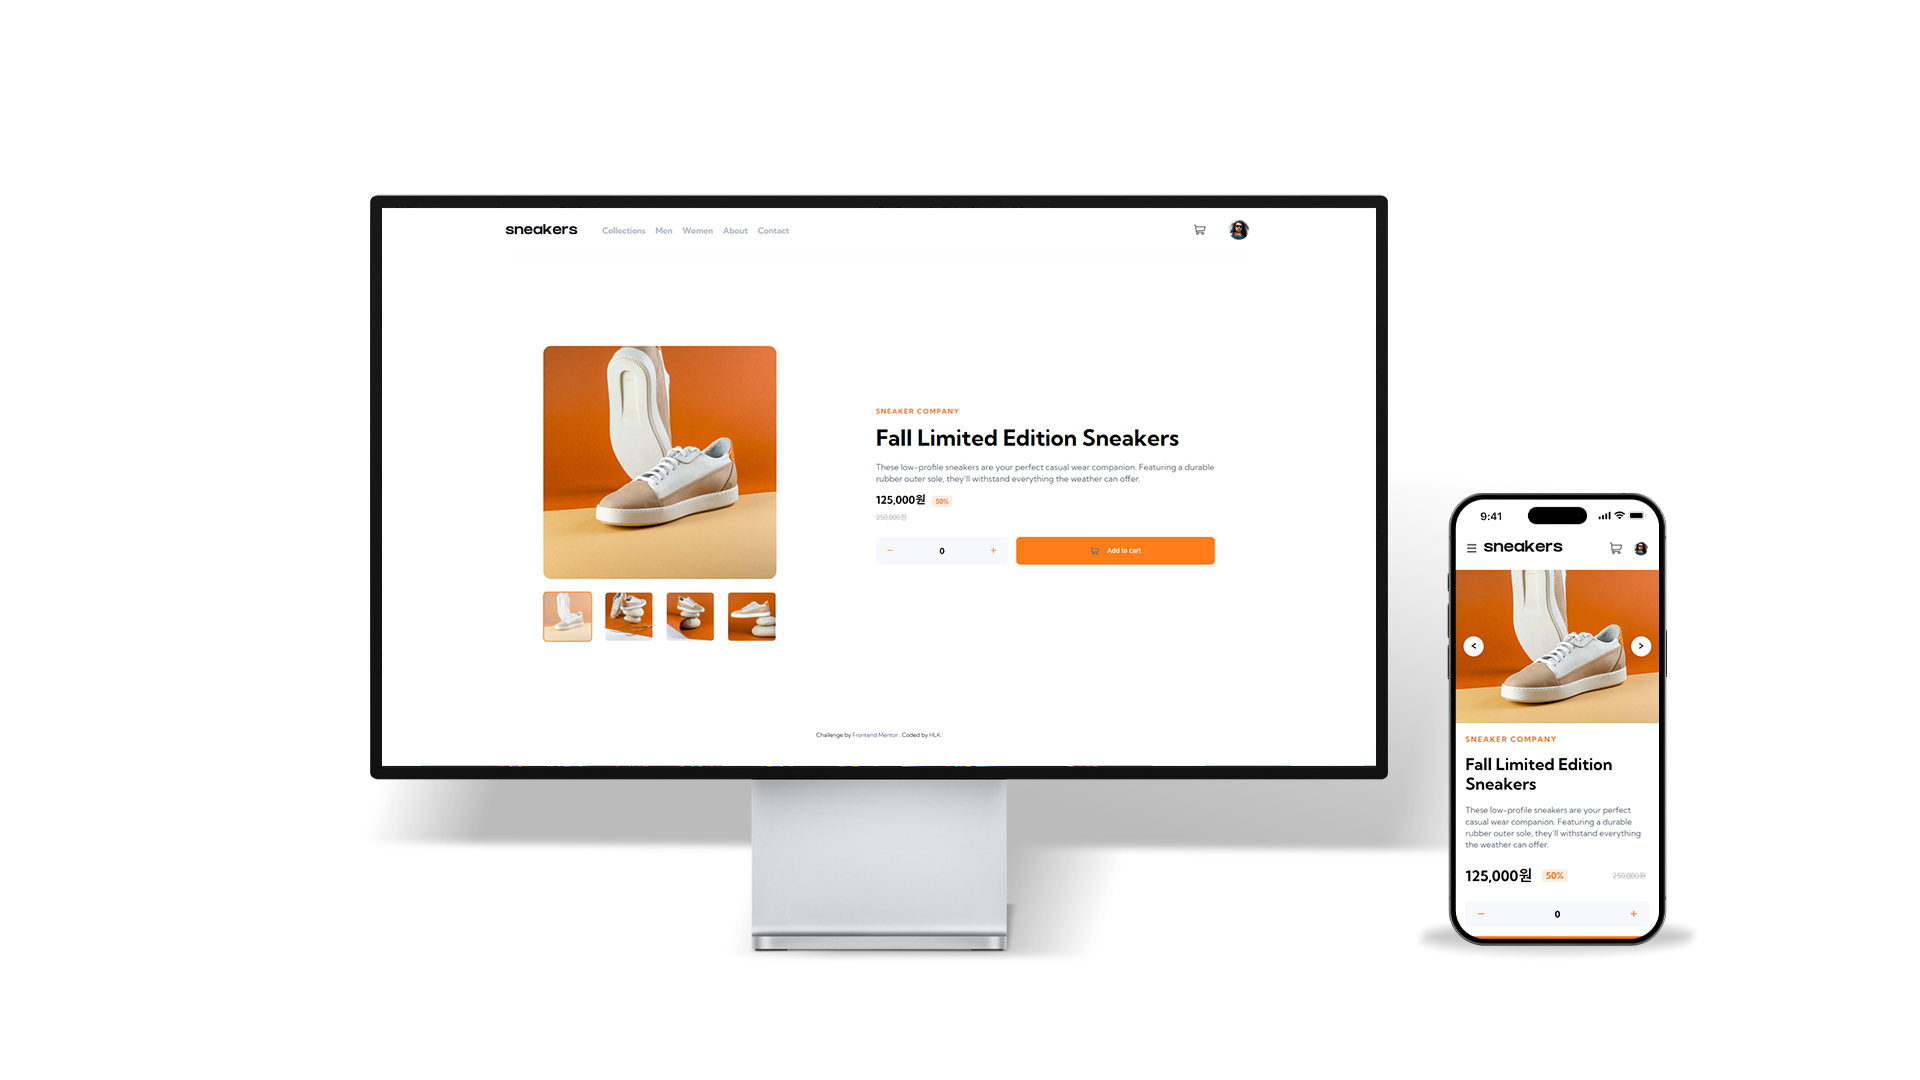 sneakers
Collections Men Women About Contact
SNEAKER COMPANY
Fall Limited Edition Sneakers
These low-profile sneakers are your perfect casual wear companion. Featuring a durable
rubber outer sole, they'll withstand everything the weather can offer.
125,000원 50%
250,000원
− 0 +
Add to cart
Challenge by Frontend Mentor . Coded by HLK.
9:41
sneakers
< >
SNEAKER COMPANY
Fall Limited Edition
Sneakers
These low-profile sneakers are your perfect
casual wear companion. Featuring a durable
rubber outer sole, they'll withstand everything
the weather can offer.
125,000원 50% 250,000원
− 0 +